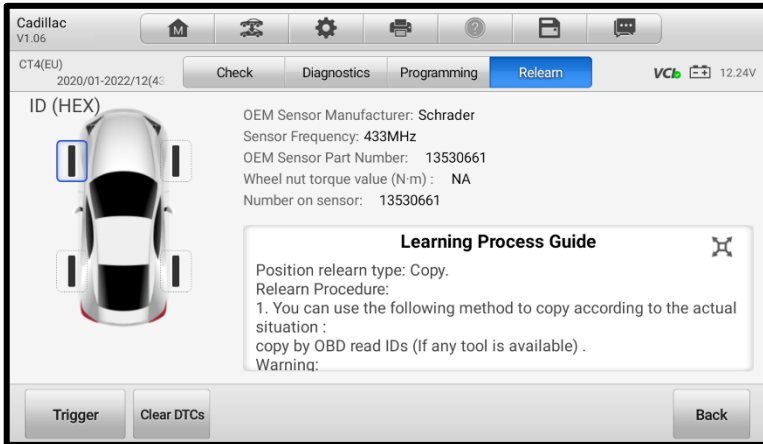 Cadillac
V1.06
M
?
CT4(EU)
2020/01-2022/12(43
Check
Diagnostics
Programming
Relearn
VCI
12.24V
ID (HEX)
OEM Sensor Manufacturer: Schrader
Sensor Frequency: 433MHz
OEM Sensor Part Number: 13530661
Wheel nut torque value (N·m) : NA
Number on sensor: 13530661
Learning Process Guide
Position relearn type: Copy.
Relearn Procedure:
1. You can use the following method to copy according to the actual
situation :
copy by OBD read IDs (If any tool is available) .
Warning:
Trigger
Clear DTCs
Back